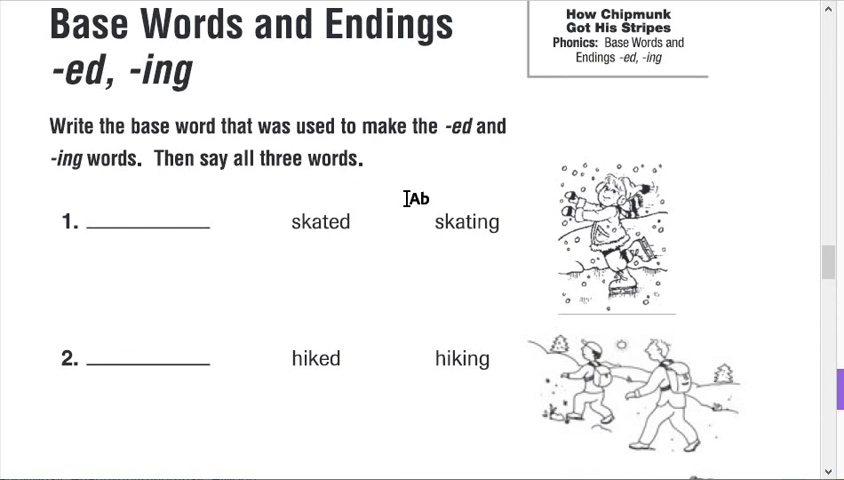 Base Words and Endings
-ed, -ing
How Chipmunk
Got His Stripes
Phonics: Base Words and
Endings -ed, -ing
Write the base word that was used to make the -ed and
-ing words. Then say all three words.
Ab
1. ____________ skated skating
2. ____________ hiked hiking